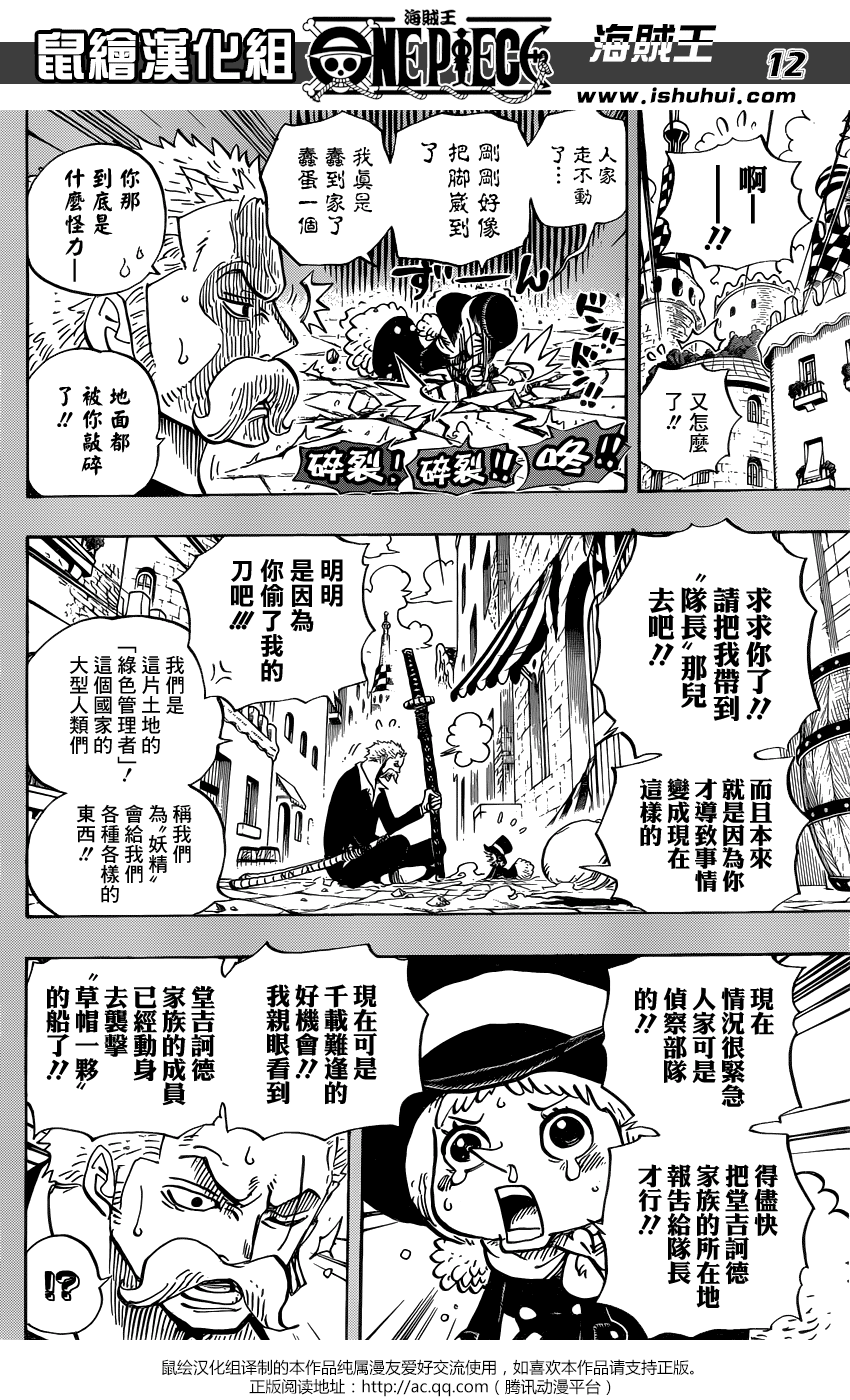 鼠繪漢化組
海賊王
ONE PIECE
海賊王
12
www.ishuhui.com
啊—
—!!
又怎麼
了!!
人家
走不動
了…
剛剛好像
把脚崴到
了
我真是
蠢到家了
蠢蛋一個
ずーーん
ドンドンドン
咚!!
碎裂!!
碎裂!
你那
到底是
什麼怪力—
地面都
被你敲碎
了!!
求求你了!!
請把我帶到
“隊長”那兒
去吧!!
而且本來
就是因為你
才導致事情
變成現在
這樣的
明明
是因為
你偷了我的
刀吧!!!
我們是
這片土地的
「綠色管理者」!
這個國家的
大型人類們
稱我們
為“妖精”
會給我們
各種各樣的
東西!!
現在
情況很緊急
人家可是
偵察部隊
的!!
得儘快
把堂吉訶德
家族的所在地
報告給隊長
才行!!
現在可是
千載難逢的
好機會!!
我親眼看到
堂吉訶德
家族的成員
已經動身
去襲擊
“草帽一夥”
的船了!!
!?
鼠绘汉化组译制的本作品纯属漫友爱好交流使用，如喜欢本作品请支持正版。
正版阅读地址：http://ac.qq.com（腾讯动漫平台）